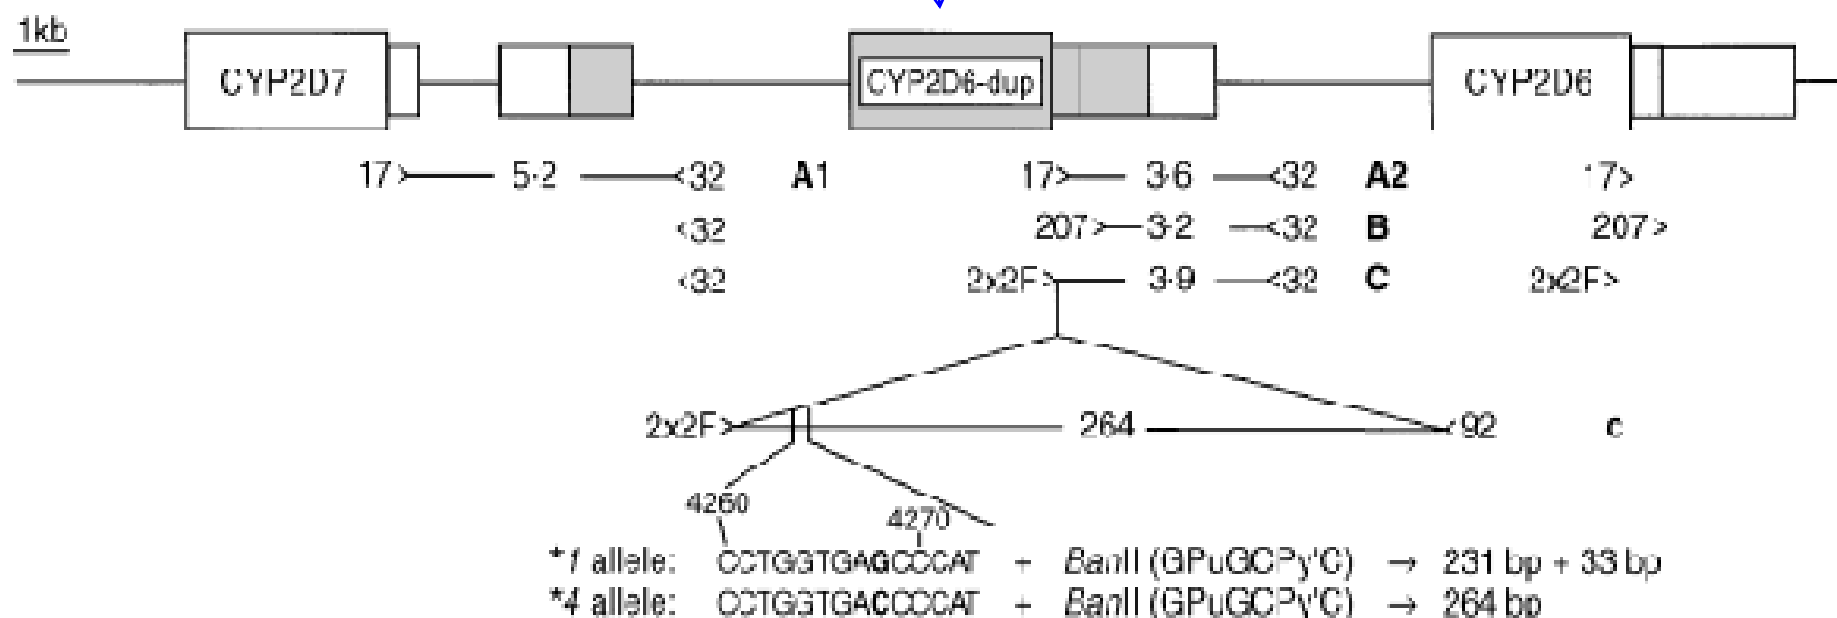 1kb
CYP2D7 CYP2D6-dup CYP2D6
17> 5·2 <32 A1 17> 3·6 <32 A2 17>
<32 207> 3·2 <32 B 207>
<32 2x2F> 3·9 <32 C 2x2F>
2x2F> 264 <92 c
4260 4270
*1 allele: CCTGGTGAGCCCCAT + BanII (GPuGCPy'C) → 231 bp + 33 bp
*4 allele: CCTGGTGACCCCCAT + BanII (GPuGCPy'C) → 264 bp